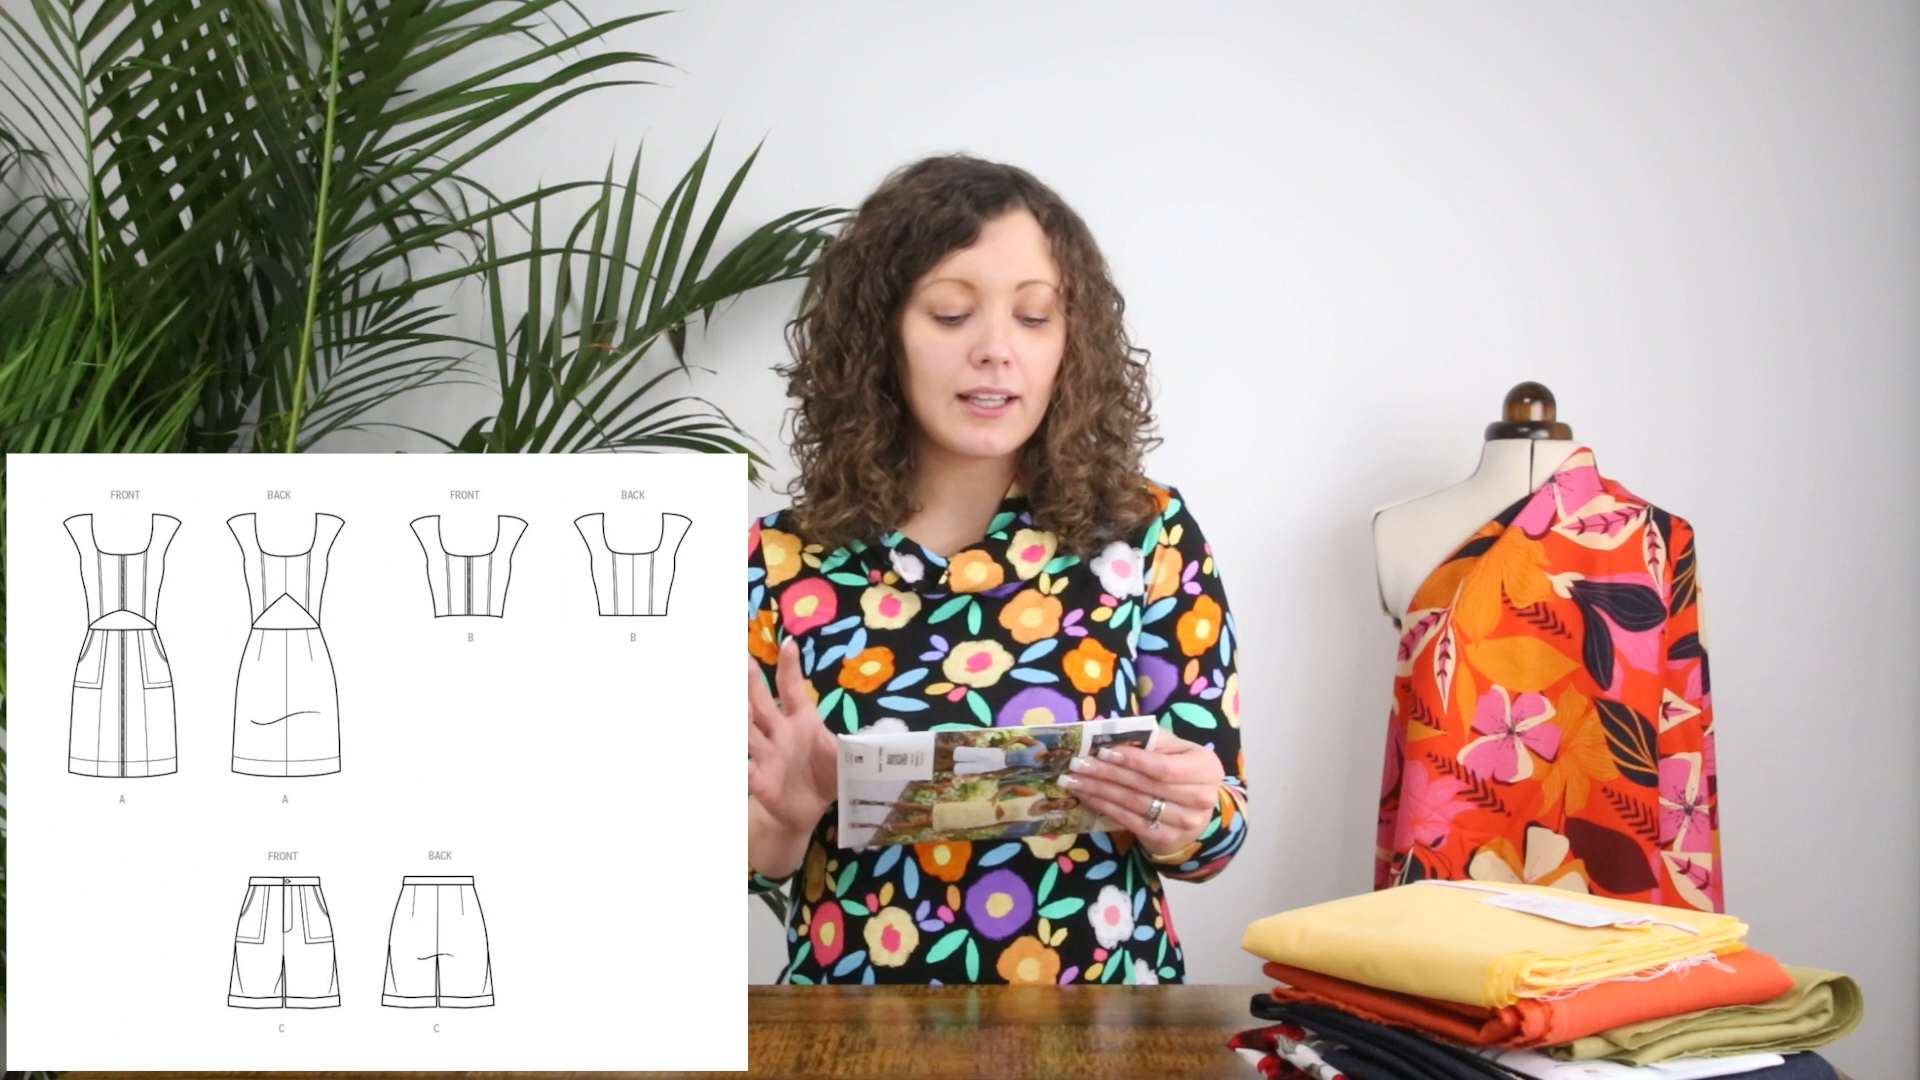 FRONT BACK FRONT BACK
B B
A A
FRONT BACK
C C